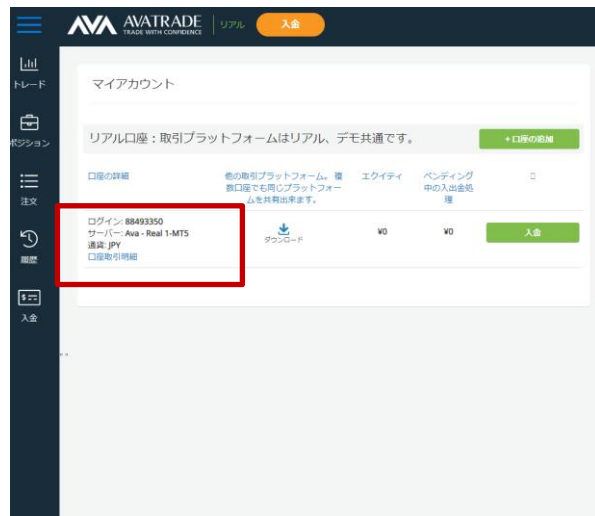 AVA AVATRADE
TRADE WITH CONFIDENCE
リアル
入金
トレード
ポジション
注文
履歴
入金
マイアカウント
リアル口座：取引プラットフォームはリアル、デモ共通です。
+ 口座の追加
口座の詳細
他の取引プラットフォーム。複
数口座でも同じプラットフォー
ムを共有出来ます。
エクイティ
ペンディング
中の入出金処
理
ログイン: 88493350
サーバー: Ava - Real 1-MT5
通貨: JPY
口座取引明細
ダウンロード
¥0
¥0
入金